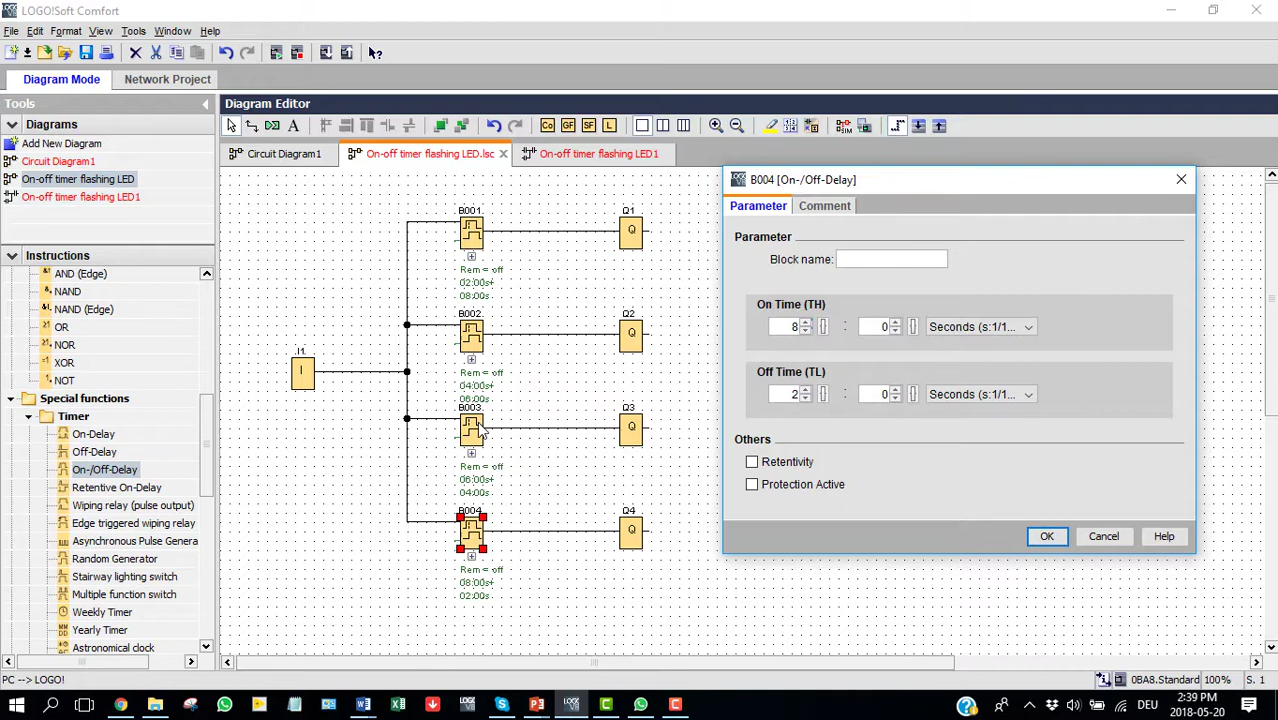 LOGO!Soft Comfort
File Edit Format View Tools Window Help
Diagram Mode Network Project
Tools
Diagrams
Add New Diagram
Circuit Diagram1
On-off timer flashing LED
On-off timer flashing LED1
Instructions
AND (Edge)
NAND
NAND (Edge)
OR
NOR
XOR
NOT
Special functions
Timer
On-Delay
Off-Delay
On-/Off-Delay
Retentive On-Delay
Wiping relay (pulse output)
Edge triggered wiping relay
Asynchronous Pulse Genera
Random Generator
Stairway lighting switch
Multiple function switch
Weekly Timer
Yearly Timer
Astronomical clock
Diagram Editor
A Co GF SF L
Circuit Diagram1 On-off timer flashing LED.lsc On-off timer flashing LED1
B001 Q1
Q
Rem = off
02:00s+
08:00s
B002 Q2
Q
Rem = off
04:00s+
06:00s
I1
I
B003 Q3
Q
Rem = off
06:00s+
04:00s
B004 Q4
Q
Rem = off
08:00s+
02:00s
B004 [On-/Off-Delay]
Parameter Comment
Parameter
Block name:
On Time (TH)
8 : 0 Seconds (s:1/1...
Off Time (TL)
2 : 0 Seconds (s:1/1...
Others
Retentivity
Protection Active
OK Cancel Help
PC --> LOGO! 0BA8.Standard 100% S. 1
DEU 2:39 PM
2018-05-20